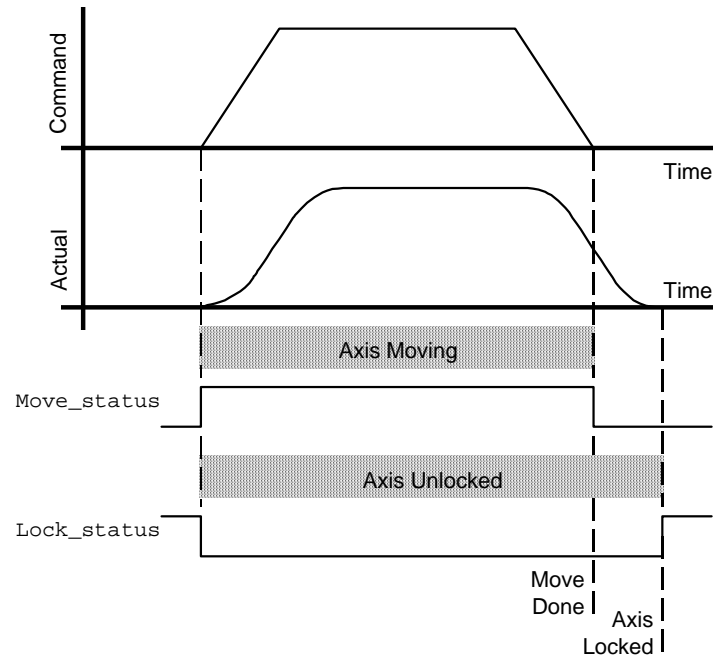 Command
Time
Actual
Time
Axis Moving
Move_status
Axis Unlocked
Lock_status
Move
Done
Axis
Locked